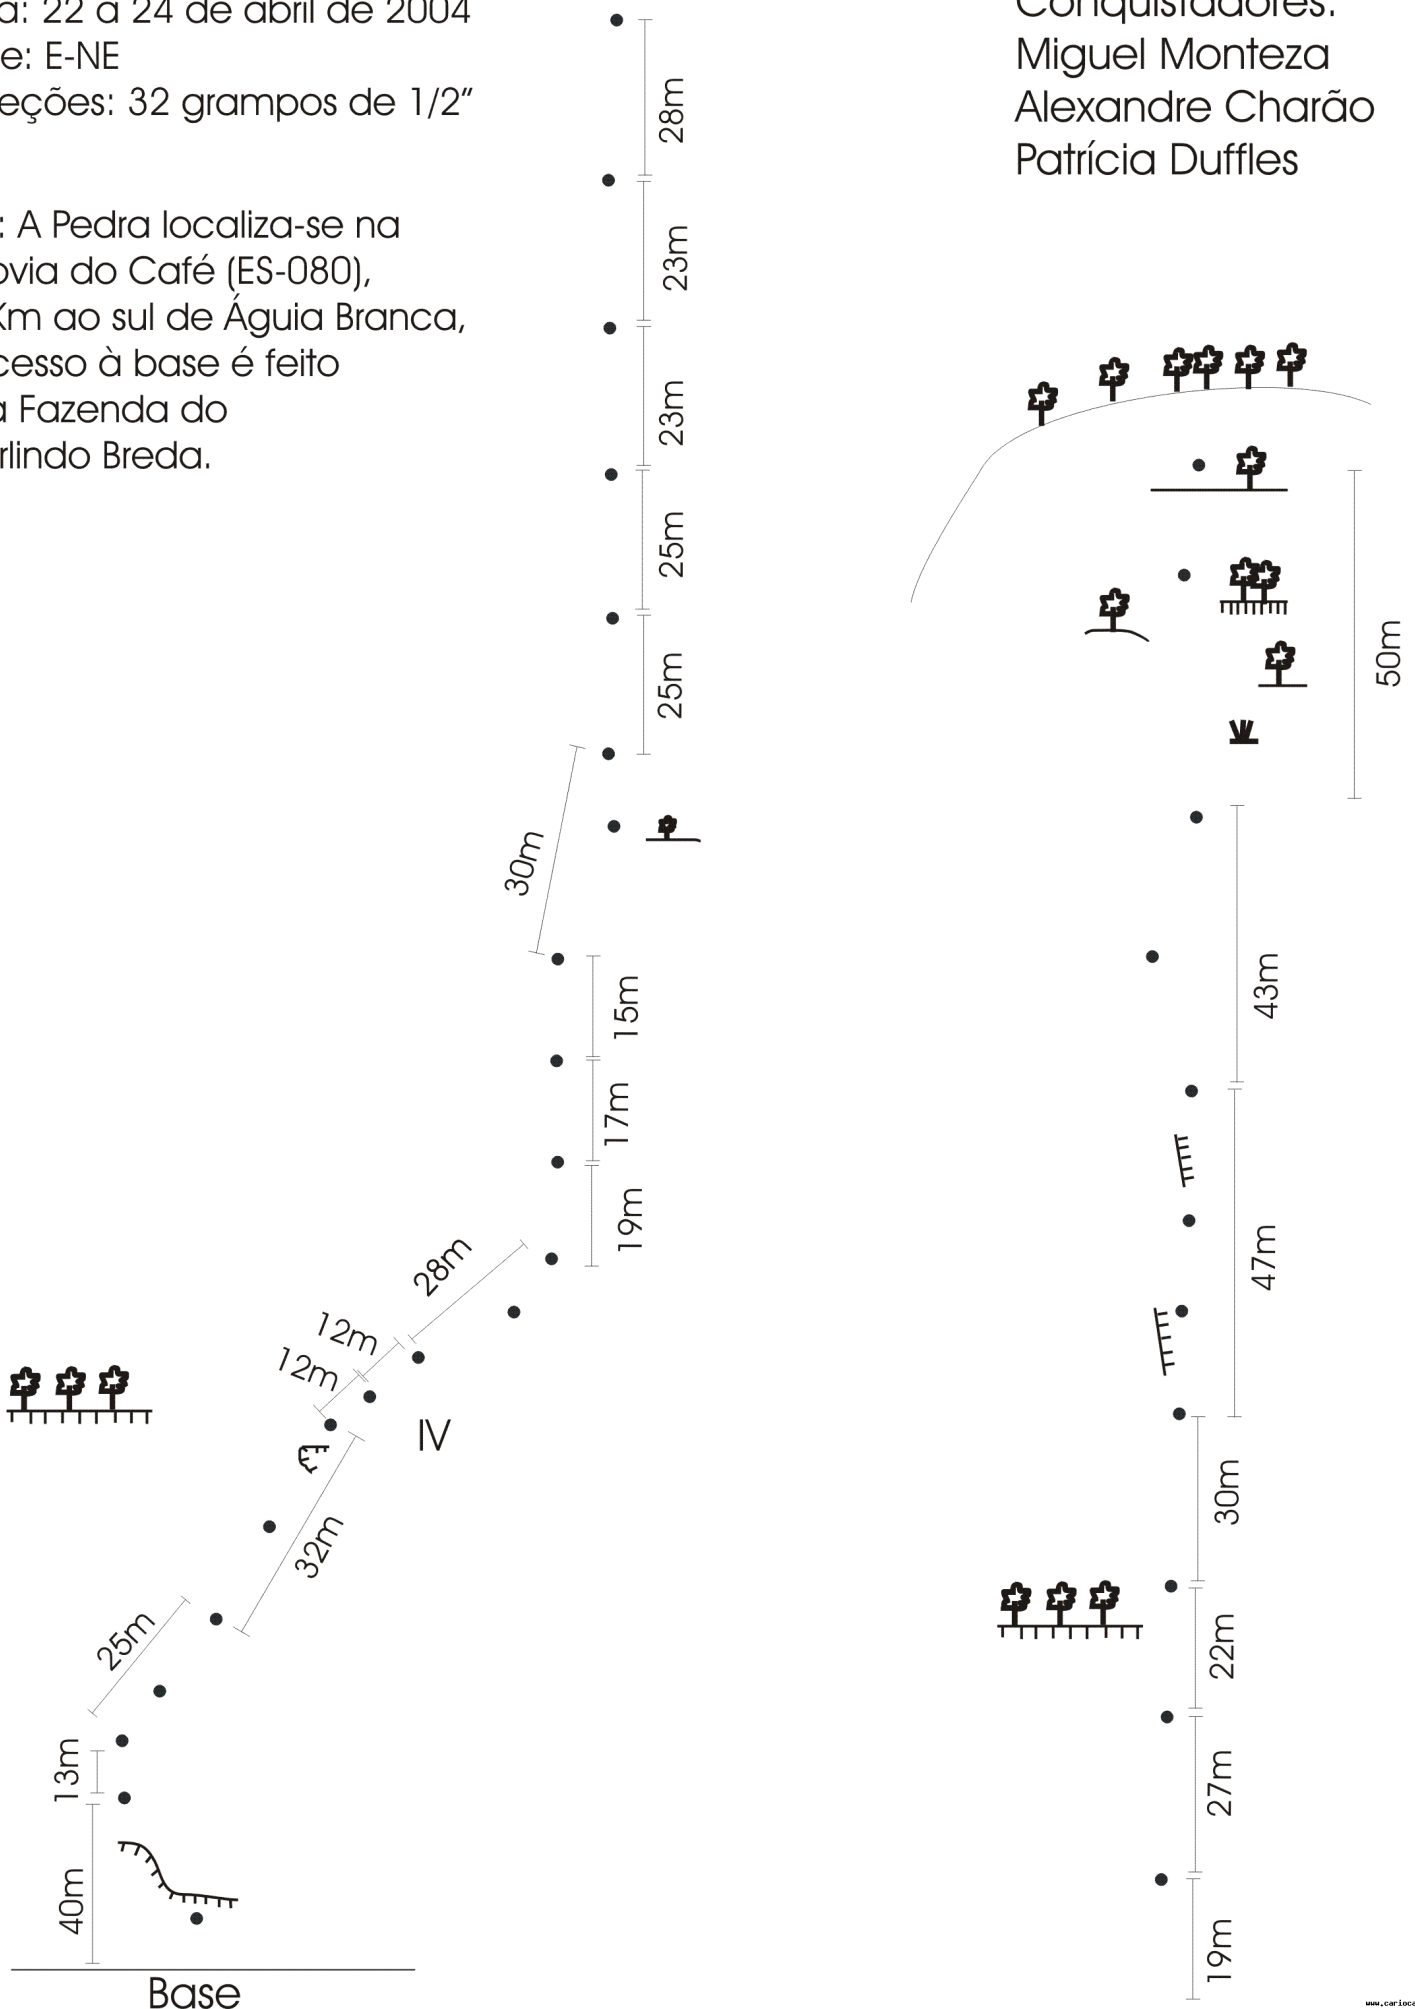 a: 22 a 24 de abril de 2004
e: E-NE
eções: 32 grampos de 1/2”
: A Pedra localiza-se na
ovia do Café (ES-080),
Km ao sul de Águia Branca,
cesso à base é feito
a Fazenda do
rlindo Breda.
Conquistadores:
Miguel Monteza
Alexandre Charão
Patrícia Duffles
28m
23m
23m
25m
25m
30m
15m
17m
19m
28m
12m
12m
IV
32m
25m
13m
40m
Base
50m
43m
47m
30m
22m
27m
19m
www.carioca